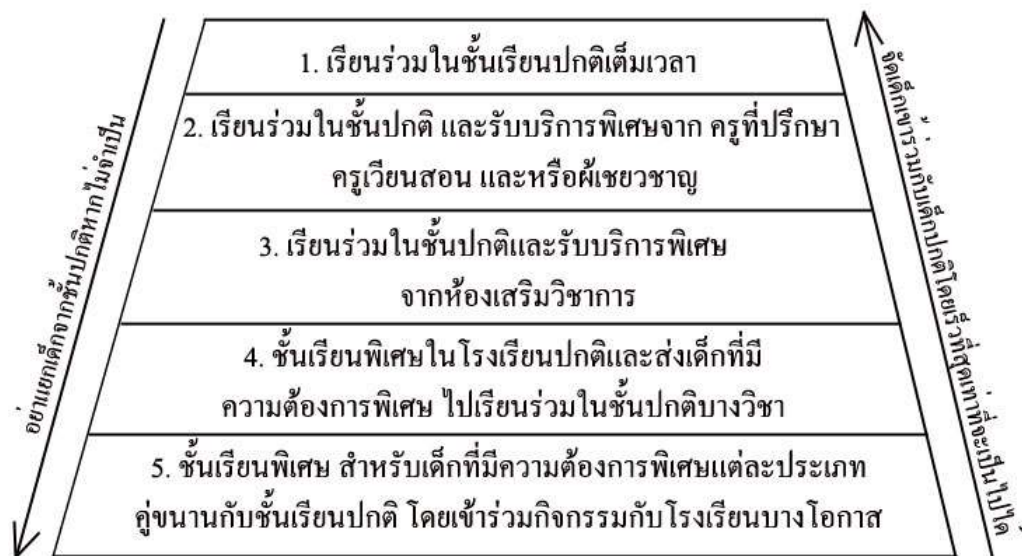 1. เรียนร่วมในชั้นเรียนปกติเต็มเวลา
2. เรียนร่วมในชั้นปกติ และรับบริการพิเศษจาก ครูที่ปรึกษา
ครูเวียนสอน และหรือผู้เชยวชาญ
3. เรียนร่วมในชั้นปกติและรับบริการพิเศษ
จากห้องเสริมวิชาการ
4. ชั้นเรียนพิเศษในโรงเรียนปกติและส่งเด็กที่มี
ความต้องการพิเศษ ไปเรียนร่วมในชั้นปกติบางวิชา
5. ชั้นเรียนพิเศษ สำหรับเด็กที่มีความต้องการพิเศษแต่ละประเภท
คู่ขนานกับชั้นเรียนปกติ โดยเข้าร่วมกิจกรรมกับโรงเรียนบางโอกาส
อย่าแยกเด็กจากชั้นปกติหากไม่จำเป็น
จัดเด็กเข้าร่วมกับเด็กปกติโดยเร็วที่สุดเท่าที่จะเป็นไปได้